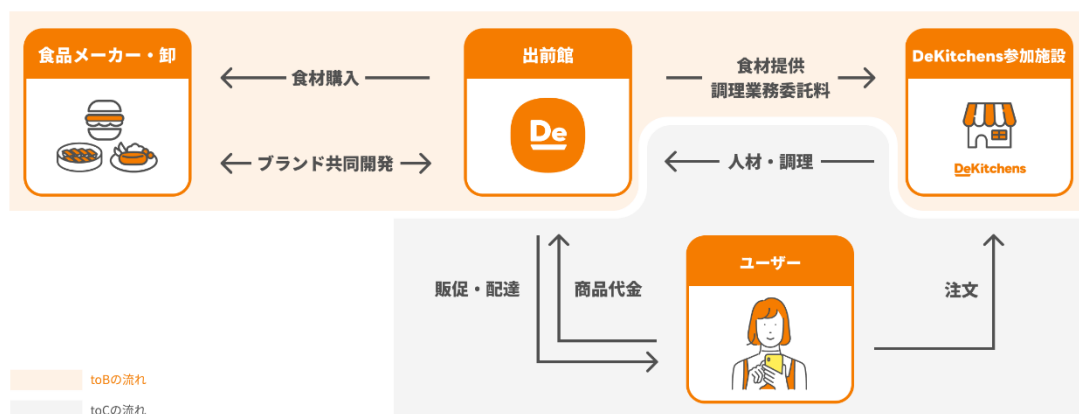 食品メーカー・卸
出前館
DeKitchens参加施設
食材購入
食材提供
調理業務委託料
De
ブランド共同開発
人材・調理
DeKitchens
ユーザー
販促・配達
商品代金
注文
toBの流れ
toCの流れ